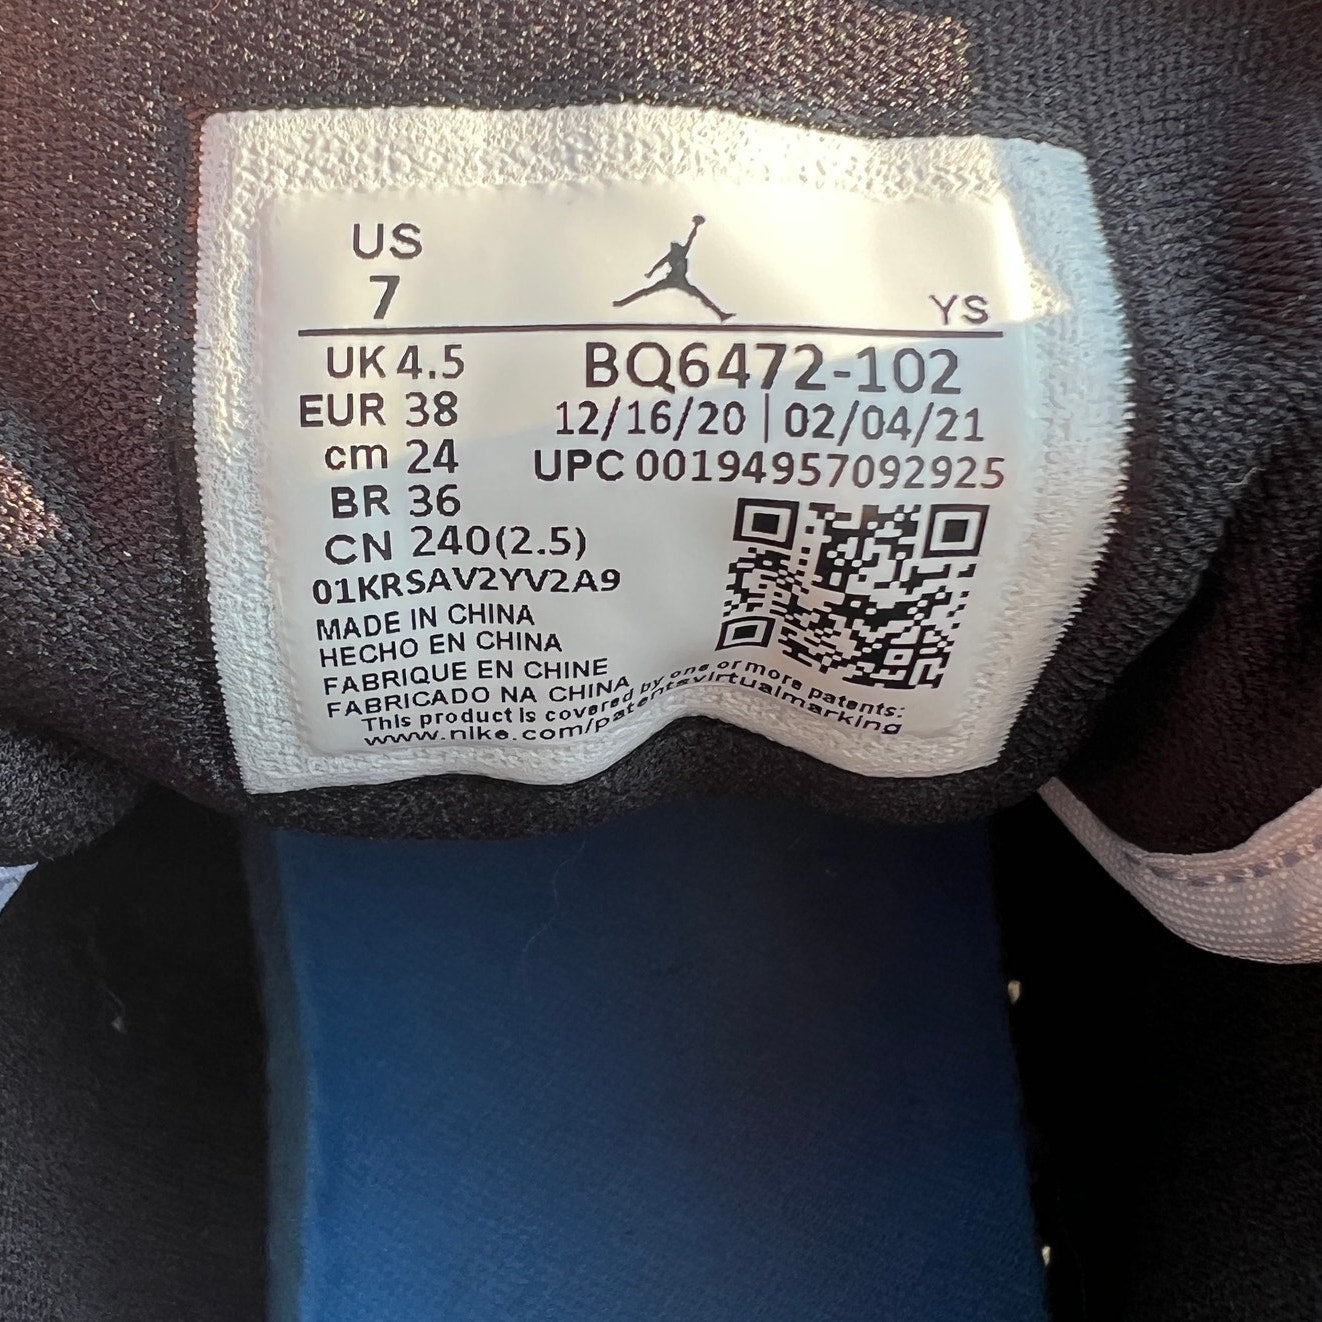 US
7
YS
UK 4.5
EUR 38
cm 24
BR 36
CN 240(2.5)
BQ6472-102
12/16/20 | 02/04/21
UPC 00194957092925
01KRSAV2YV2A9
MADE IN CHINA
HECHO EN CHINA
FABRIQUE EN CHINE
FABRICADO NA CHINA
This product is covered by one or more patents:
www.nike.com/patentsvirtualmarking